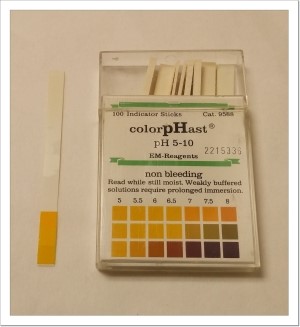 100 Indicator Sticks Cat. 9588
colorpHast®
pH 5-10
2215335
EM-Reagents
non bleeding
Read while still moist. Weakly buffered
solutions require prolonged immersion.
5 5.5 6 6.5 7 7.5 8